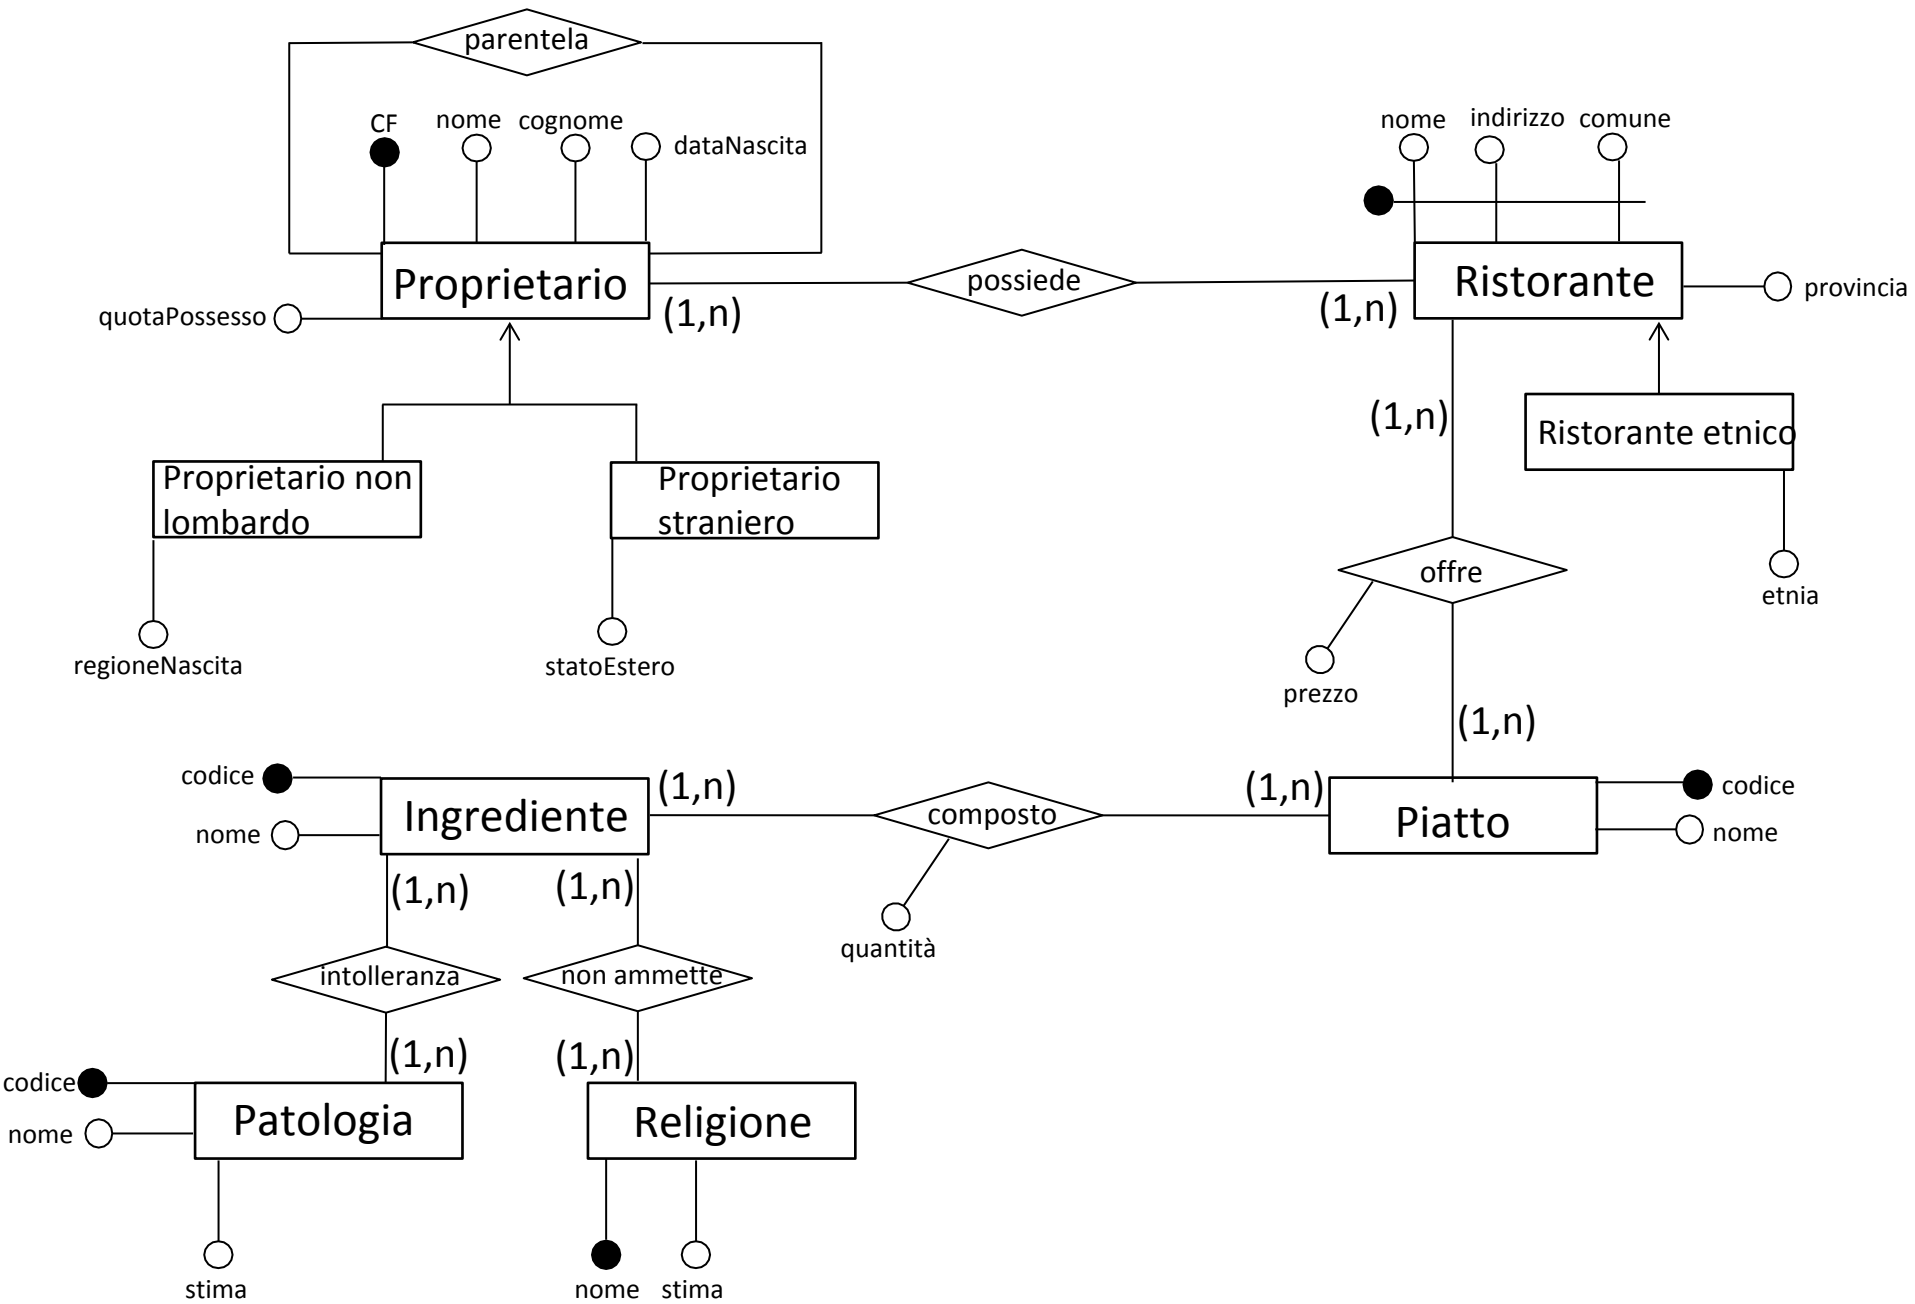 parentela
CF
nome
cognome
dataNascita
nome
indirizzo
comune
Proprietario
quotaPossesso
(1,n)
possiede
(1,n)
Ristorante
provincia
(1,n)
Ristorante etnico
etnia
Proprietario non
lombardo
Proprietario
straniero
regioneNascita
statoEstero
offre
prezzo
(1,n)
codice
nome
Ingrediente
(1,n)
composto
quantità
(1,n)
Piatto
codice
nome
(1,n)
(1,n)
intolleranza
non ammette
(1,n)
(1,n)
codice
nome
Patologia
stima
Religione
nome
stima